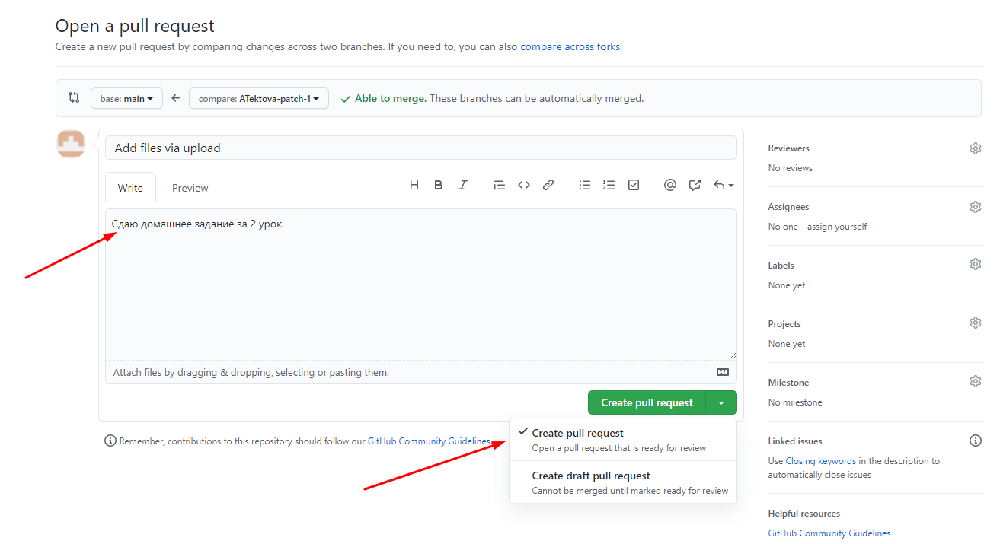 Open a pull request
Create a new pull request by comparing changes across two branches. If you need to, you can also compare across forks.
base: main
compare: ATektova-patch-1
Able to merge. These branches can be automatically merged.
Add files via upload
Write
Preview
Сдаю домашнее задание за 2 урок.
Attach files by dragging & dropping, selecting or pasting them.
Create pull request
Create pull request
Open a pull request that is ready for review
Create draft pull request
Cannot be merged until marked ready for review
Remember, contributions to this repository should follow our GitHub Community Guidelines.
Reviewers
No reviews
Assignees
No one—assign yourself
Labels
None yet
Projects
None yet
Milestone
No milestone
Linked issues
Use Closing keywords in the description to
automatically close issues
Helpful resources
GitHub Community Guidelines